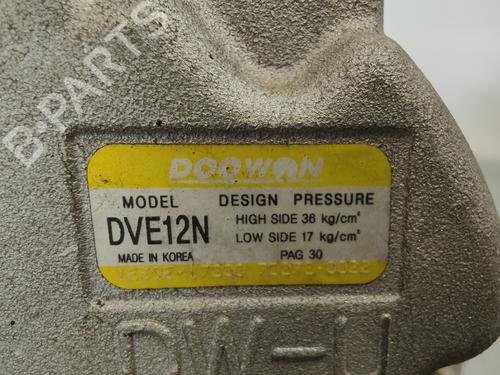 B-PARTS
DOOWON
MODEL DESIGN PRESSURE
DVE12N HIGH SIDE 36 kg/cm²
LOW SIDE 17 kg/cm²
MADE IN KOREA PAG 30
DW-U